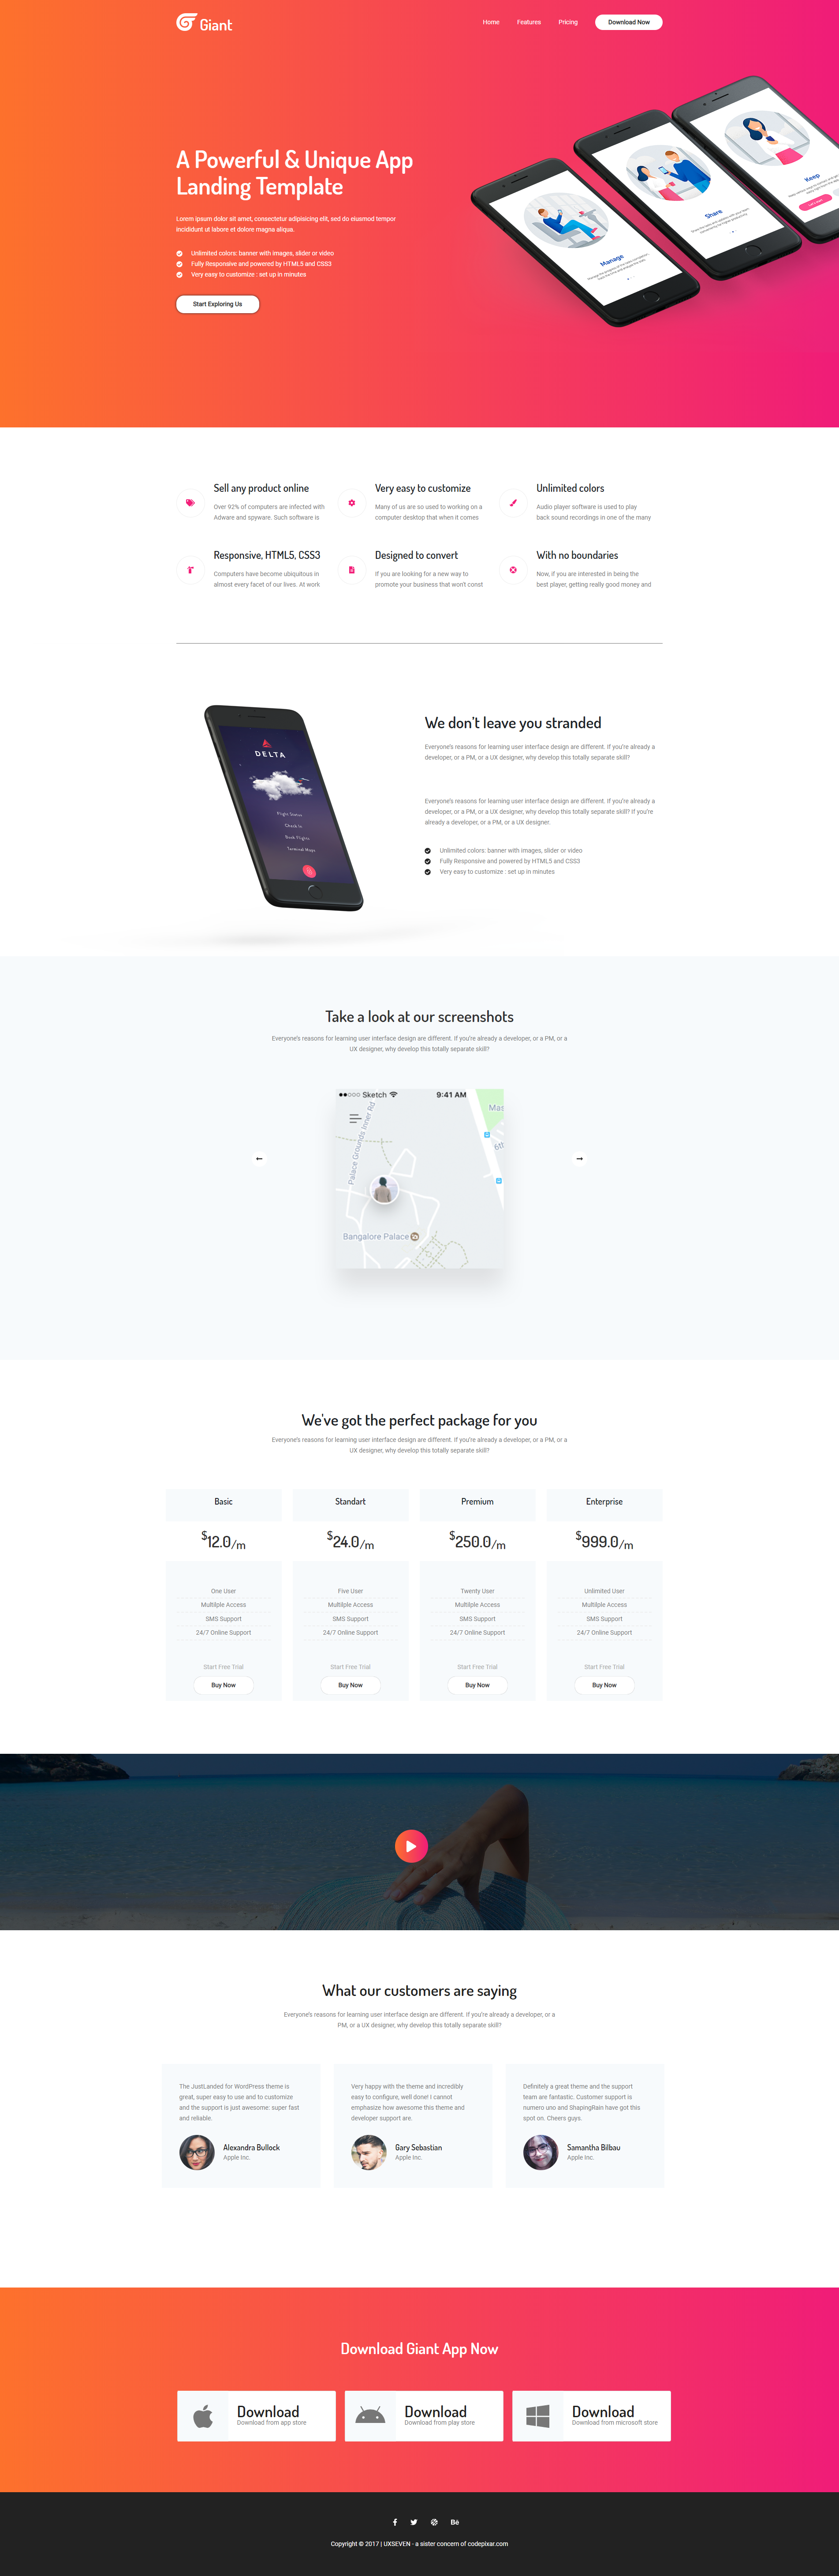 Giant
Home
Features
Pricing
Download Now
A Powerful & Unique App
Landing Template
Lorem ipsum dolor sit amet, consectetur adipisicing elit, sed do eiusmod tempor
incididunt ut labore et dolore magna aliqua.
Unlimited colors: banner with images, slider or video
Fully Responsive and powered by HTML5 and CSS3
Very easy to customize : set up in minutes
Start Exploring Us
Manage
Share
Keep
Sell any product online
Over 92% of computers are infected with
Adware and spyware. Such software is
Very easy to customize
Many of us are so used to working on a
computer desktop that when it comes
Unlimited colors
Audio player software is used to play
back sound recordings in one of the many
Responsive, HTML5, CSS3
Computers have become ubiquitous in
almost every facet of our lives. At work
Designed to convert
If you are looking for a new way to
promote your business that won't const
With no boundaries
Now, if you are interested in being the
best player, getting really good money and
DELTA
Flight Status
Check In
Book Flights
Terminal Maps
We don't leave you stranded
Everyone's reasons for learning user interface design are different. If you're already a
developer, or a PM, or a UX designer, why develop this totally separate skill?
Everyone's reasons for learning user interface design are different. If you're already a
developer, or a PM, or a UX designer, why develop this totally separate skill? If you're
already a developer, or a PM, or a UX designer.
Unlimited colors: banner with images, slider or video
Fully Responsive and powered by HTML5 and CSS3
Very easy to customize : set up in minutes
Take a look at our screenshots
Everyone's reasons for learning user interface design are different. If you're already a developer, or a PM, or a
UX designer, why develop this totally separate skill?
Sketch
9:41 AM
Palace Grounds Inner Rd
Mas
6th
Bangalore Palace
We've got the perfect package for you
Everyone's reasons for learning user interface design are different. If you're already a developer, or a PM, or a
UX designer, why develop this totally separate skill?
Basic
$12.0/m
One User
Multilple Access
SMS Support
24/7 Online Support
Start Free Trial
Buy Now
Standart
$24.0/m
Five User
Multilple Access
SMS Support
24/7 Online Support
Start Free Trial
Buy Now
Premium
$250.0/m
Twenty User
Multilple Access
SMS Support
24/7 Online Support
Start Free Trial
Buy Now
Enterprise
$999.0/m
Unlimited User
Multilple Access
SMS Support
24/7 Online Support
Start Free Trial
Buy Now
What our customers are saying
Everyone's reasons for learning user interface design are different. If you're already a developer, or a
PM, or a UX designer, why develop this totally separate skill?
The JustLanded for WordPress theme is
great, super easy to use and to customize
and the support is just awesome: super fast
and reliable.
Alexandra Bullock
Apple Inc.
Very happy with the theme and incredibly
easy to configure, well done! I cannot
emphasize how awesome this theme and
developer support are.
Gary Sebastian
Apple Inc.
Definitely a great theme and the support
team are fantastic. Customer support is
numero uno and ShapingRain have got this
spot on. Cheers guys.
Samantha Bilbau
Apple Inc.
Download Giant App Now
Download
Download from app store
Download
Download from play store
Download
Download from microsoft store
Bē
Copyright © 2017 | UXSEVEN - a sister concern of codepixar.com